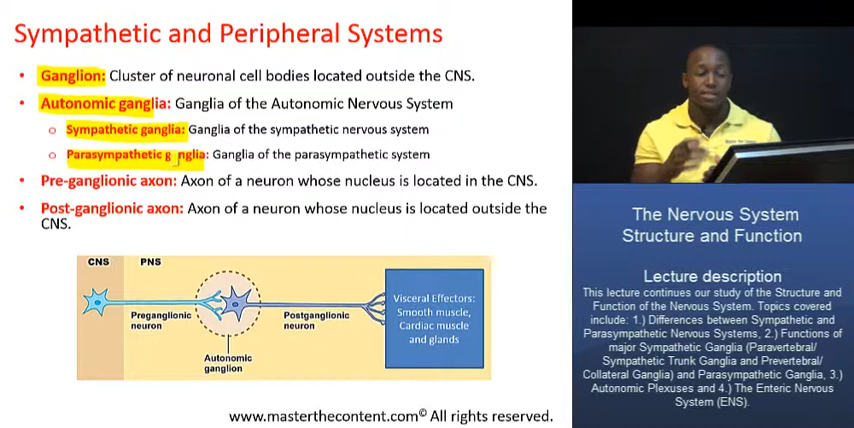 Sympathetic and Peripheral Systems
• Ganglion: Cluster of neuronal cell bodies located outside the CNS.
• Autonomic ganglia: Ganglia of the Autonomic Nervous System
o Sympathetic ganglia: Ganglia of the sympathetic nervous system
o Parasympathetic ganglia: Ganglia of the parasympathetic system
• Pre-ganglionic axon: Axon of a neuron whose nucleus is located in the CNS.
• Post-ganglionic axon: Axon of a neuron whose nucleus is located outside the
CNS.
CNS
PNS
Preganglionic
neuron
Autonomic
ganglion
Postganglionic
neuron
Visceral Effectors:
Smooth muscle,
Cardiac muscle
and glands
www.masterthecontent.com© All rights reserved.
The Nervous System
Structure and Function
Lecture description
This lecture continues our study of the Structure and
Function of the Nervous System. Topics covered
include: 1.) Differences between Sympathetic and
Parasympathetic Nervous Systems, 2.) Functions of
major Sympathetic Ganglia (Paravertebral/
Sympathetic Trunk Ganglia and Prevertebral/
Collateral Ganglia) and Parasympathetic Ganglia, 3.)
Autonomic Plexuses and 4.) The Enteric Nervous
System (ENS).